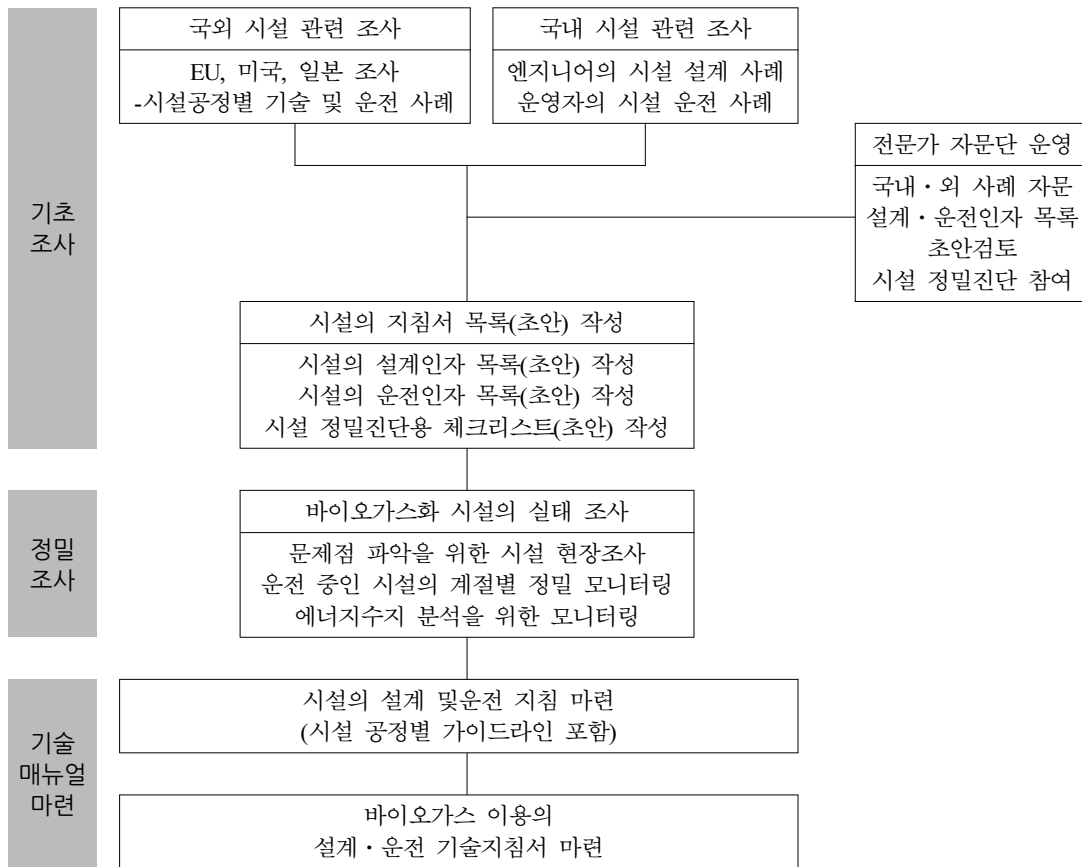 기초
조사
국외 시설 관련 조사
EU, 미국, 일본 조사
-시설공정별 기술 및 운전 사례
국내 시설 관련 조사
엔지니어의 시설 설계 사례
운영자의 시설 운전 사례
전문가 자문단 운영
국내・외 사례 자문
설계・운전인자 목록
초안검토
시설 정밀진단 참여
시설의 지침서 목록(초안) 작성
시설의 설계인자 목록(초안) 작성
시설의 운전인자 목록(초안) 작성
시설 정밀진단용 체크리스트(초안) 작성
정밀
조사
바이오가스화 시설의 실태 조사
문제점 파악을 위한 시설 현장조사
운전 중인 시설의 계절별 정밀 모니터링
에너지수지 분석을 위한 모니터링
기술
매뉴얼
마련
시설의 설계 및운전 지침 마련
(시설 공정별 가이드라인 포함)
바이오가스 이용의
설계・운전 기술지침서 마련